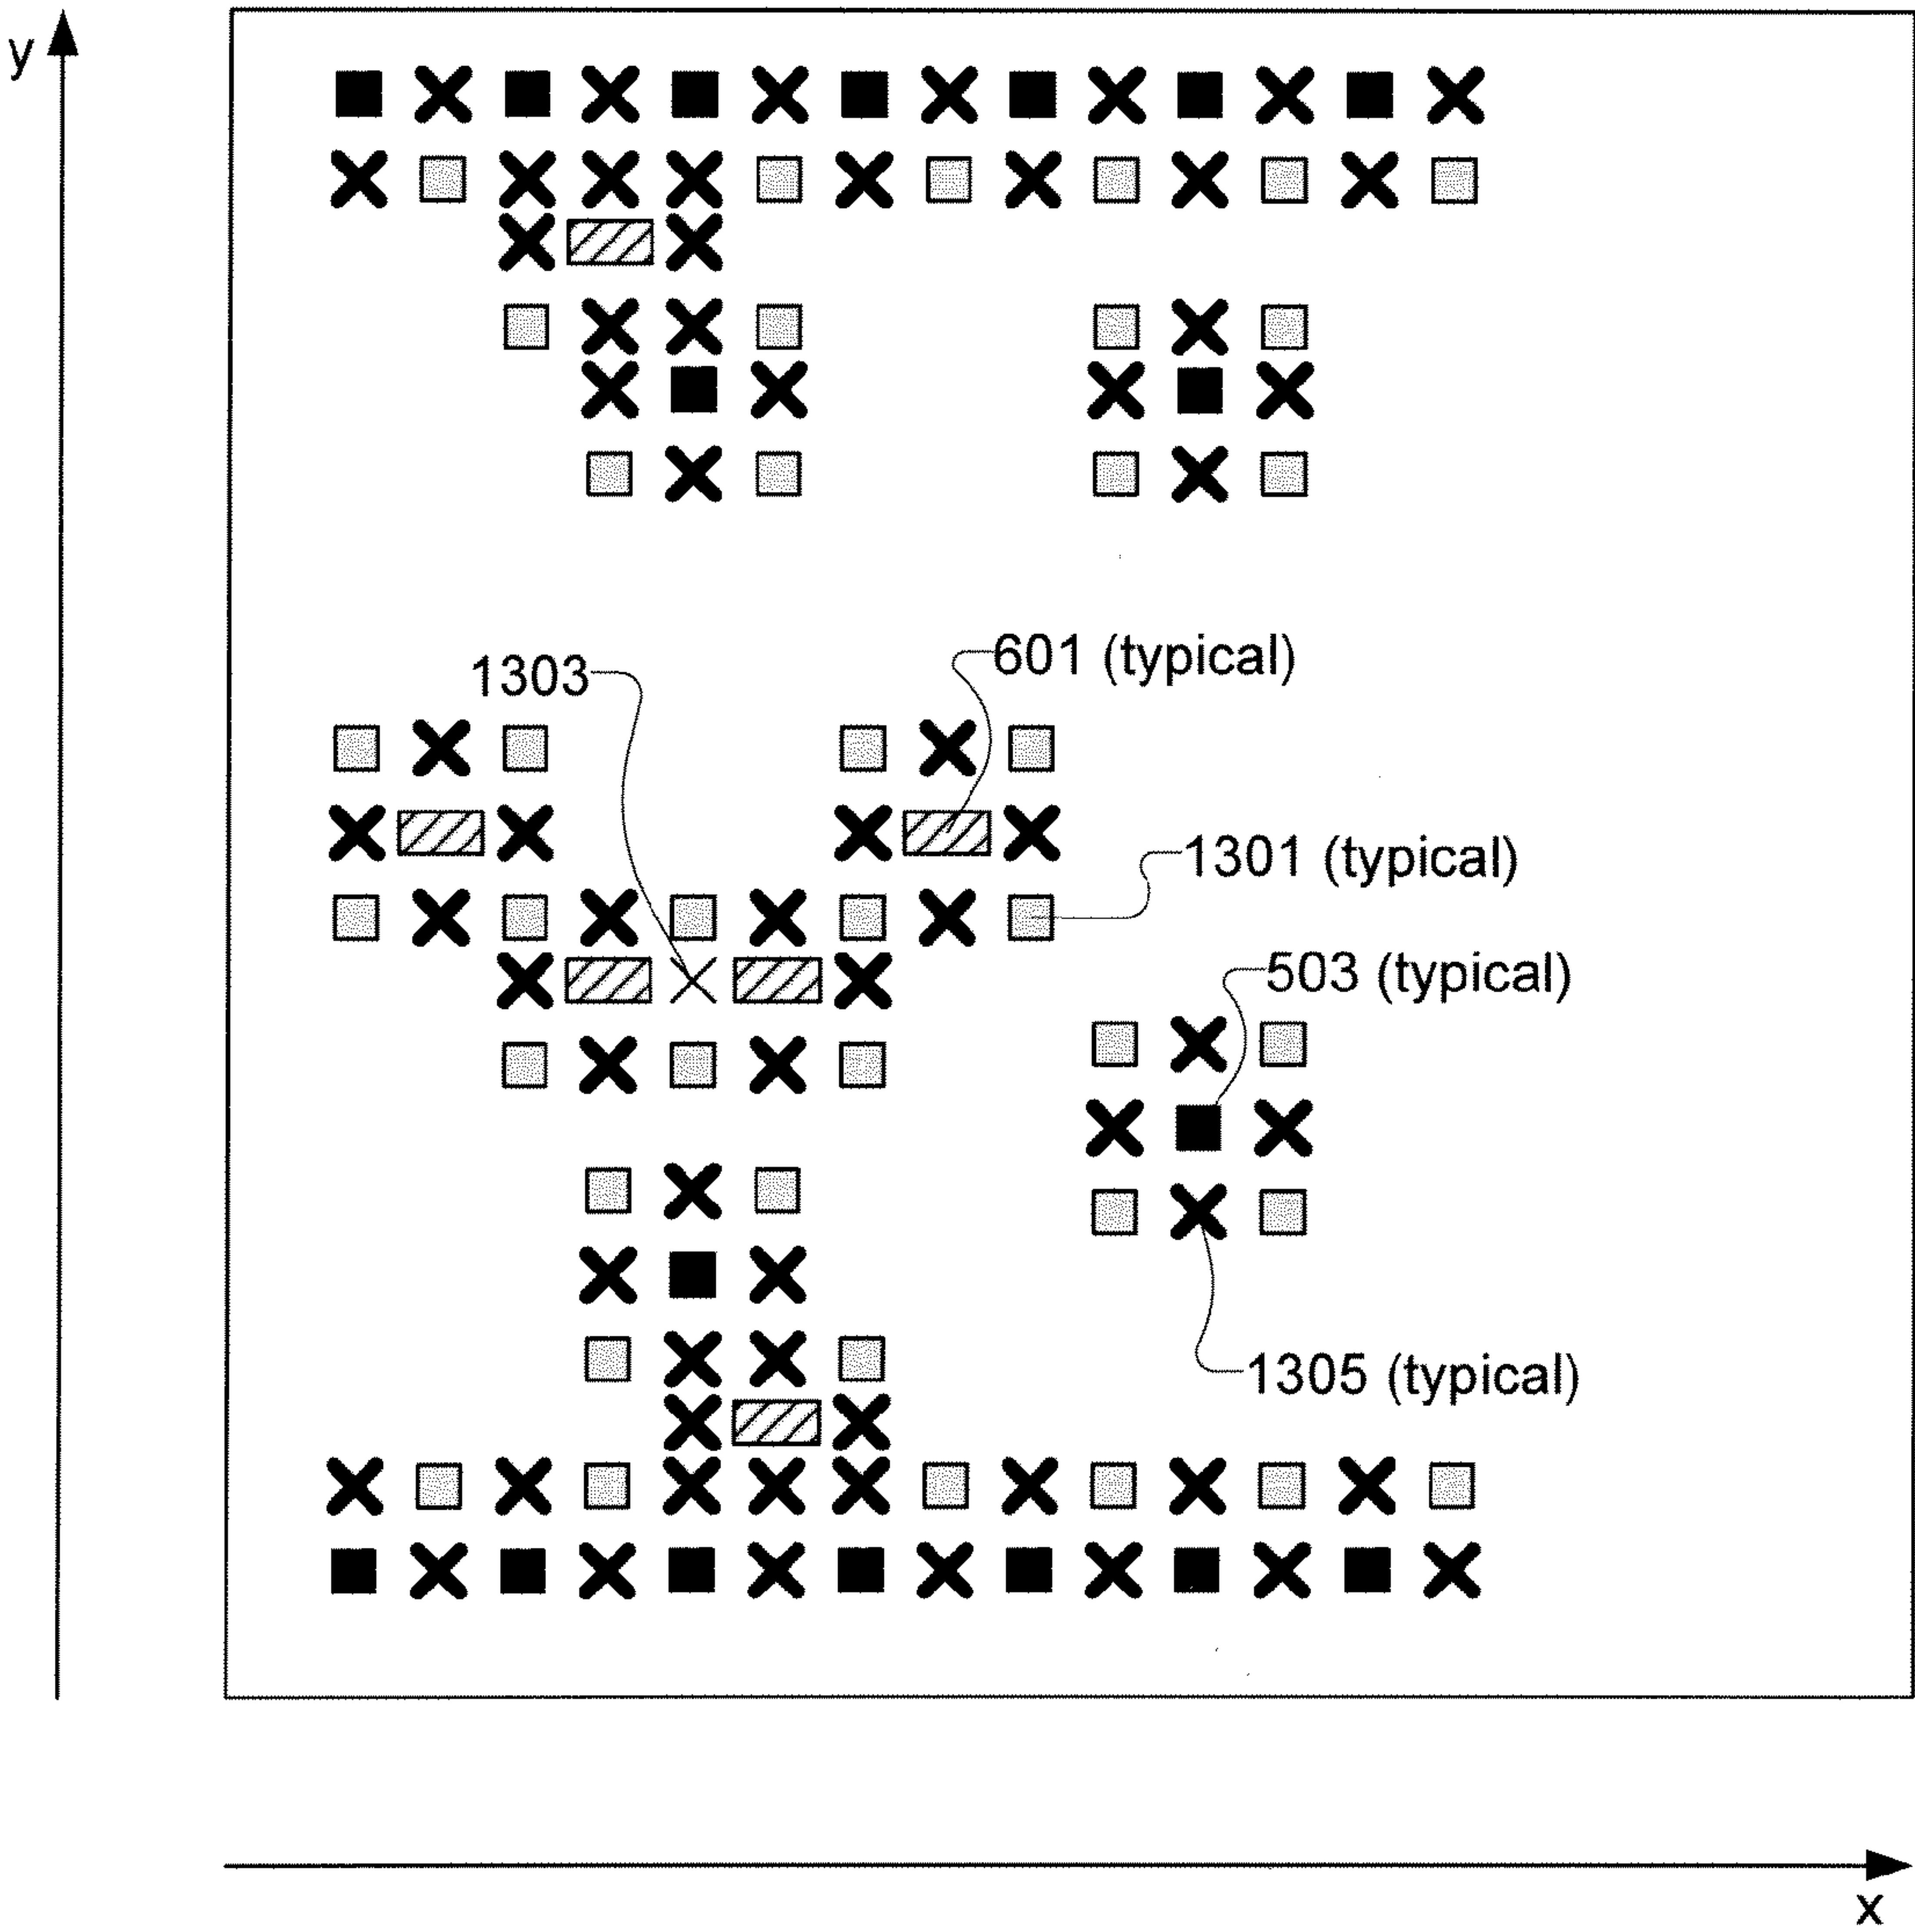 y
601 (typical)
1303
1301 (typical)
503 (typical)
1305 (typical)
x